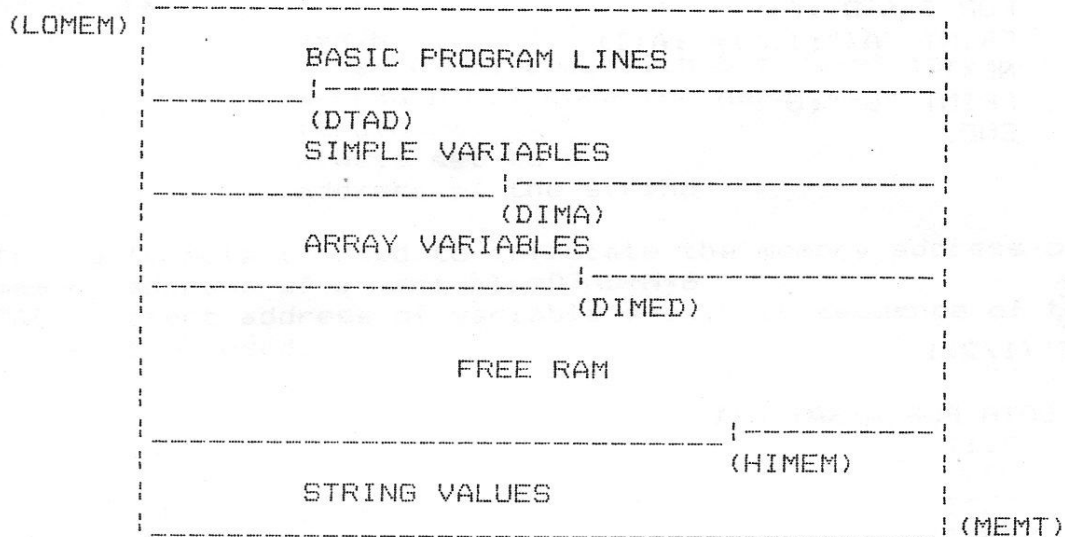 (LOMEM)
BASIC PROGRAM LINES
(DTAD)
SIMPLE VARIABLES
(DIMA)
ARRAY VARIABLES
(DIMED)
FREE RAM
(HIMEM)
STRING VALUES
(MEMT)